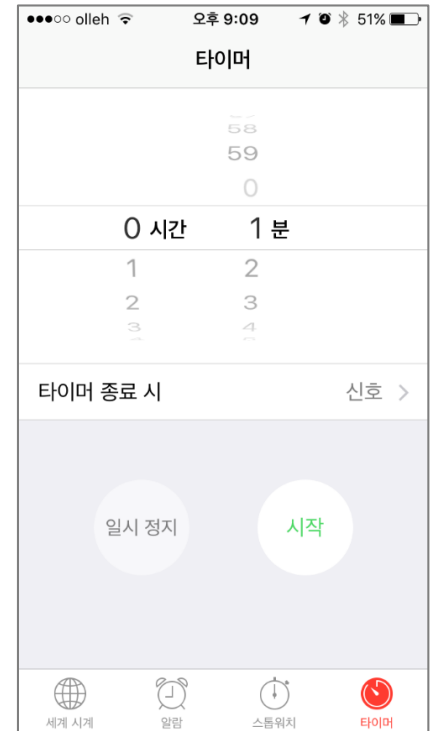 olleh 오후 9:09 51%
타이머
58
59
0
0 시간 1 분
1 2
2 3
3 4
타이머 종료 시 신호 >
일시 정지 시작
세계 시계 알람 스톱워치 타이머